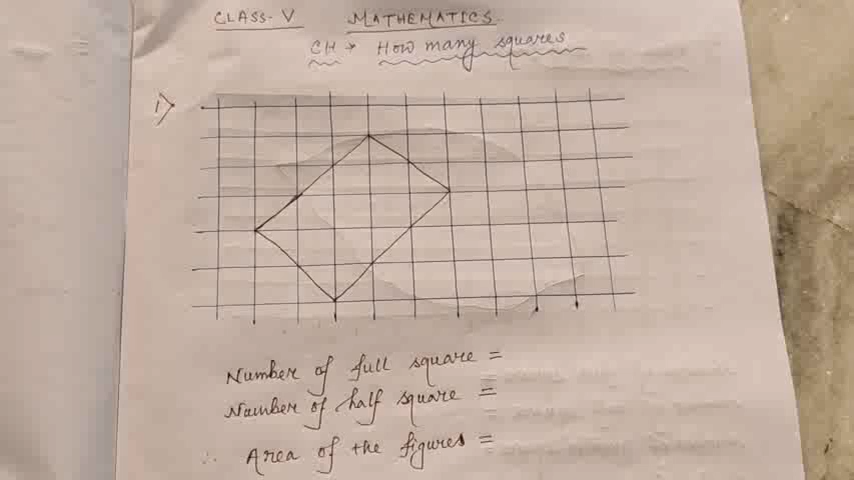 CLASS-V MATHEMATICS
CH → How many squares
1)
Number of full square =
Number of half square =
∴ Area of the figures =